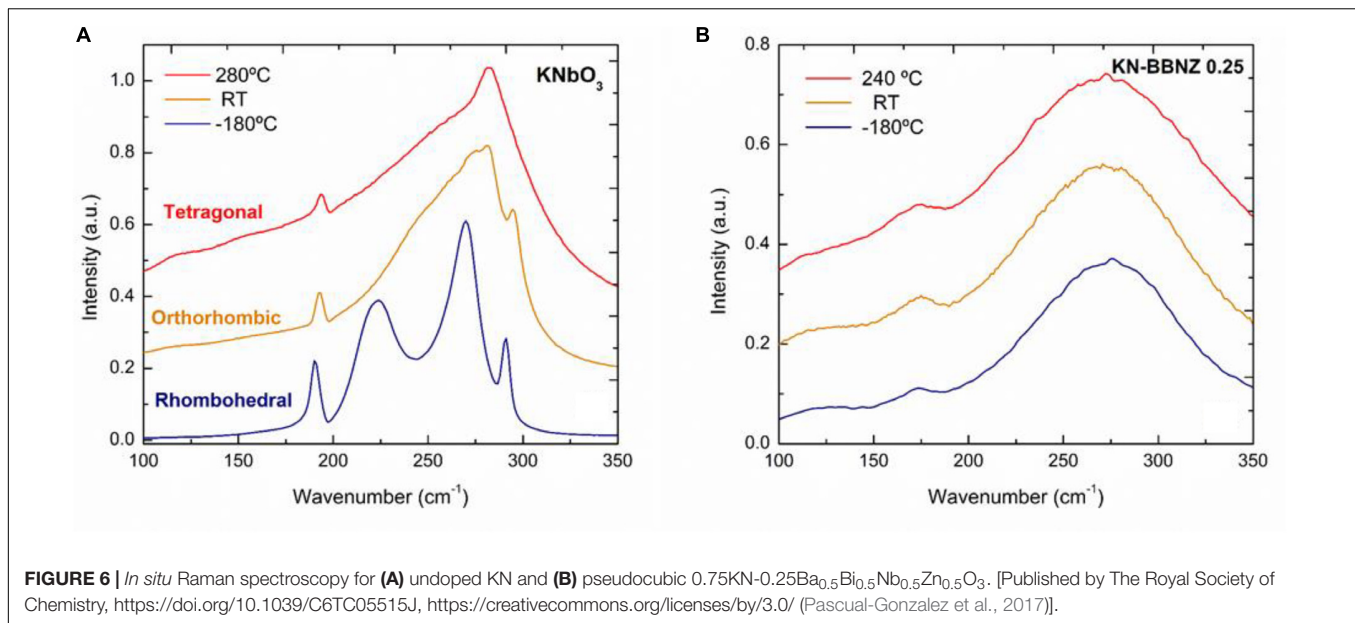 A
1.0
0.8
0.6
0.4
0.2
0.0
Intensity (a.u.)
280ºC
RT
-180ºC
KNbO3
Tetragonal
Orthorhombic
Rhombohedral
100 150 200 250 300 350
Wavenumber (cm-1)
B
0.8
0.6
0.4
0.2
0.0
Intensity (a.u.)
240 ºC
RT
-180ºC
KN-BBNZ 0.25
100 150 200 250 300 350
Wavenumber (cm-1)
FIGURE 6 | In situ Raman spectroscopy for (A) undoped KN and (B) pseudocubic 0.75KN-0.25Ba0.5Bi0.5Nb0.5Zn0.5O3. [Published by The Royal Society of
Chemistry, https://doi.org/10.1039/C6TC05515J, https://creativecommons.org/licenses/by/3.0/ (Pascual-Gonzalez et al., 2017)].